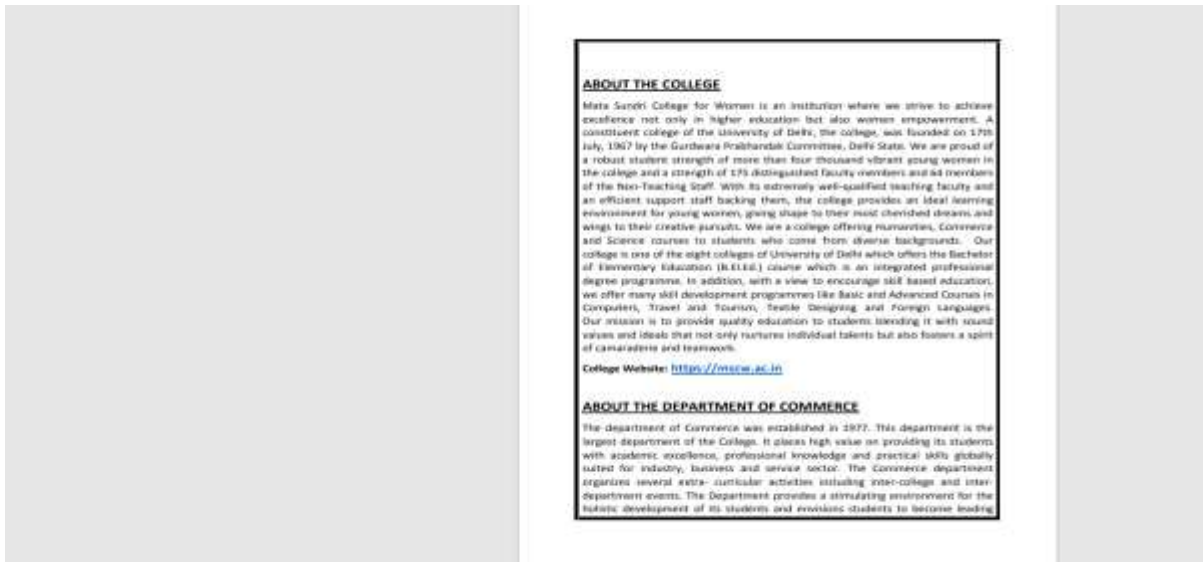 ABOUT THE COLLEGE
Mata Sundri College for Women is an institution where we strive to achieve
excellence not only in higher education but also women empowerment. A
constituent college of the University of Delhi, the college, was founded on 17th
July, 1967 by the Gurdwara Prabhandak Committee, Delhi State. We are proud of
a robust student strength of more than four thousand vibrant young women in
the college and a strength of 175 distinguished faculty members and 64 members
of the Non-Teaching Staff. With its extremely well-qualified teaching faculty and
an efficient support staff backing them, the college provides an ideal learning
environment for young women, giving shape to their most cherished dreams and
wings to their creative pursuits. We are a college offering Humanities, Commerce
and Science courses to students who come from diverse backgrounds. Our
college is one of the eight colleges of University of Delhi which offers the Bachelor
of Elementary Education (B.El.Ed.) course which is an integrated professional
degree programme. In addition, with a view to encourage skill based education,
we offer many skill development programmes like Basic and Advanced Courses in
Computers, Travel and Tourism, Textile Designing and Foreign Languages.
Our mission is to provide quality education to students blending it with sound
values and ideals that not only nurtures individual talents but also fosters a spirit
of camaraderie and teamwork.
College Website: https://mscw.ac.in
ABOUT THE DEPARTMENT OF COMMERCE
The department of Commerce was established in 1977. This department is the
largest department of the College. It places high value on providing its students
with academic excellence, professional knowledge and practical skills globally
suited for industry, business and service sector. The Commerce department
organizes several extra- curricular activities including inter-college and inter-
department events. The Department provides a stimulating environment for the
holistic development of its students and envisions students to become leading